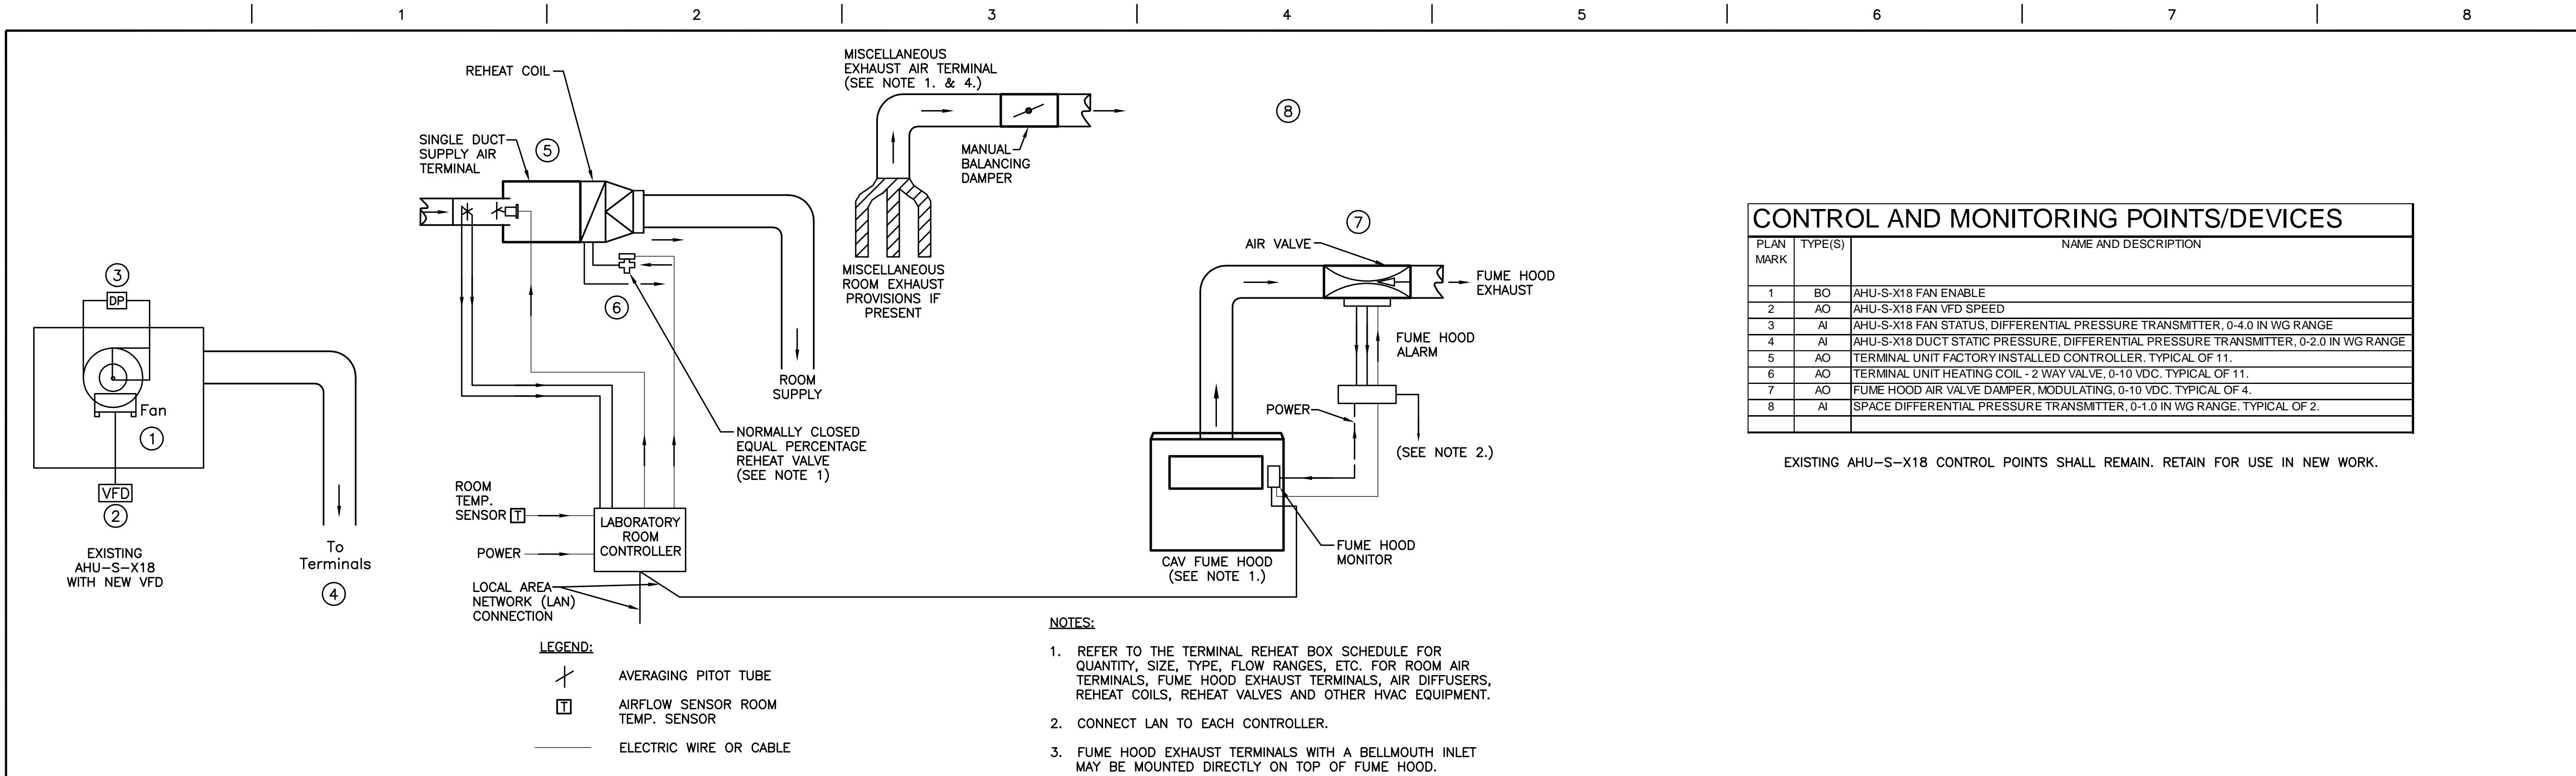 1
2
3
4
5
6
7
8
REHEAT COIL
SINGLE DUCT
SUPPLY AIR
TERMINAL
5
6
MISCELLANEOUS
EXHAUST AIR TERMINAL
(SEE NOTE 1. & 4.)
MANUAL
BALANCING
DAMPER
MISCELLANEOUS
ROOM EXHAUST
PROVISIONS IF
PRESENT
8
7
AIR VALVE
FUME HOOD
EXHAUST
FUME HOOD
ALARM
POWER
(SEE NOTE 2.)
FUME HOOD
MONITOR
CAV FUME HOOD
(SEE NOTE 1.)
3
DP
Fan
1
VFD
2
EXISTING
AHU-S-X18
WITH NEW VFD
To
Terminals
4
ROOM
SUPPLY
NORMALLY CLOSED
EQUAL PERCENTAGE
REHEAT VALVE
(SEE NOTE 1)
ROOM
TEMP.
SENSOR T
POWER
LABORATORY
ROOM
CONTROLLER
LOCAL AREA
NETWORK (LAN)
CONNECTION
LEGEND:
AVERAGING PITOT TUBE
T AIRFLOW SENSOR ROOM
TEMP. SENSOR
ELECTRIC WIRE OR CABLE
NOTES:
1. REFER TO THE TERMINAL REHEAT BOX SCHEDULE FOR
QUANTITY, SIZE, TYPE, FLOW RANGES, ETC. FOR ROOM AIR
TERMINALS, FUME HOOD EXHAUST TERMINALS, AIR DIFFUSERS,
REHEAT COILS, REHEAT VALVES AND OTHER HVAC EQUIPMENT.
2. CONNECT LAN TO EACH CONTROLLER.
3. FUME HOOD EXHAUST TERMINALS WITH A BELLMOUTH INLET
MAY BE MOUNTED DIRECTLY ON TOP OF FUME HOOD.
CONTROL AND MONITORING POINTS/DEVICES
PLAN MARK TYPE(S) NAME AND DESCRIPTION
1 BO AHU-S-X18 FAN ENABLE
2 AO AHU-S-X18 FAN VFD SPEED
3 AI AHU-S-X18 FAN STATUS, DIFFERENTIAL PRESSURE TRANSMITTER, 0-4.0 IN WG RANGE
4 AI AHU-S-X18 DUCT STATIC PRESSURE, DIFFERENTIAL PRESSURE TRANSMITTER, 0-2.0 IN WG RANGE
5 AO TERMINAL UNIT FACTORY INSTALLED CONTROLLER. TYPICAL OF 11.
6 AO TERMINAL UNIT HEATING COIL - 2 WAY VALVE, 0-10 VDC. TYPICAL OF 11.
7 AO FUME HOOD AIR VALVE DAMPER, MODULATING, 0-10 VDC. TYPICAL OF 4.
8 AI SPACE DIFFERENTIAL PRESSURE TRANSMITTER, 0-1.0 IN WG RANGE. TYPICAL OF 2.
EXISTING AHU-S-X18 CONTROL POINTS SHALL REMAIN. RETAIN FOR USE IN NEW WORK.